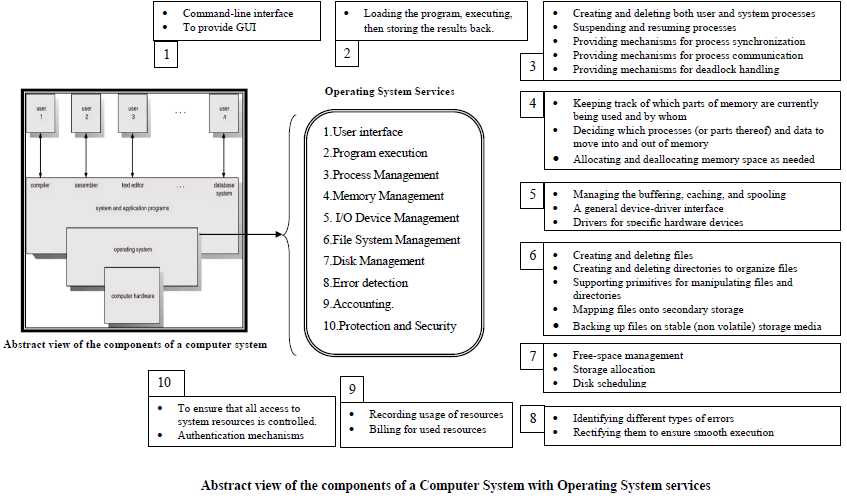 • Command-line interface
• To provide GUI
1
• Loading the program, executing,
then storing the results back.
2
• Creating and deleting both user and system processes
• Suspending and resuming processes
• Providing mechanisms for process synchronization
• Providing mechanisms for process communication
• Providing mechanisms for deadlock handling
3
user
1
user
2
user
3
. . .
user
n
compiler
assembler
text editor
. . .
database
system
system and application programs
operating system
computer hardware
Abstract view of the components of a computer system
Operating System Services
1.User interface
2.Program execution
3.Process Management
4.Memory Management
5. I/O Device Management
6.File System Management
7.Disk Management
8.Error detection
9.Accounting.
10.Protection and Security
4
• Keeping track of which parts of memory are currently
being used and by whom
• Deciding which processes (or parts thereof) and data to
move into and out of memory
• Allocating and deallocating memory space as needed
5
• Managing the buffering, caching, and spooling
• A general device-driver interface
• Drivers for specific hardware devices
6
• Creating and deleting files
• Creating and deleting directories to organize files
• Supporting primitives for manipulating files and
directories
• Mapping files onto secondary storage
• Backing up files on stable (non volatile) storage media
7
• Free-space management
• Storage allocation
• Disk scheduling
8
• Identifying different types of errors
• Rectifying them to ensure smooth execution
9
• Recording usage of resources
• Billing for used resources
10
• To ensure that all access to
system resources is controlled.
• Authentication mechanisms
Abstract view of the components of a Computer System with Operating System services